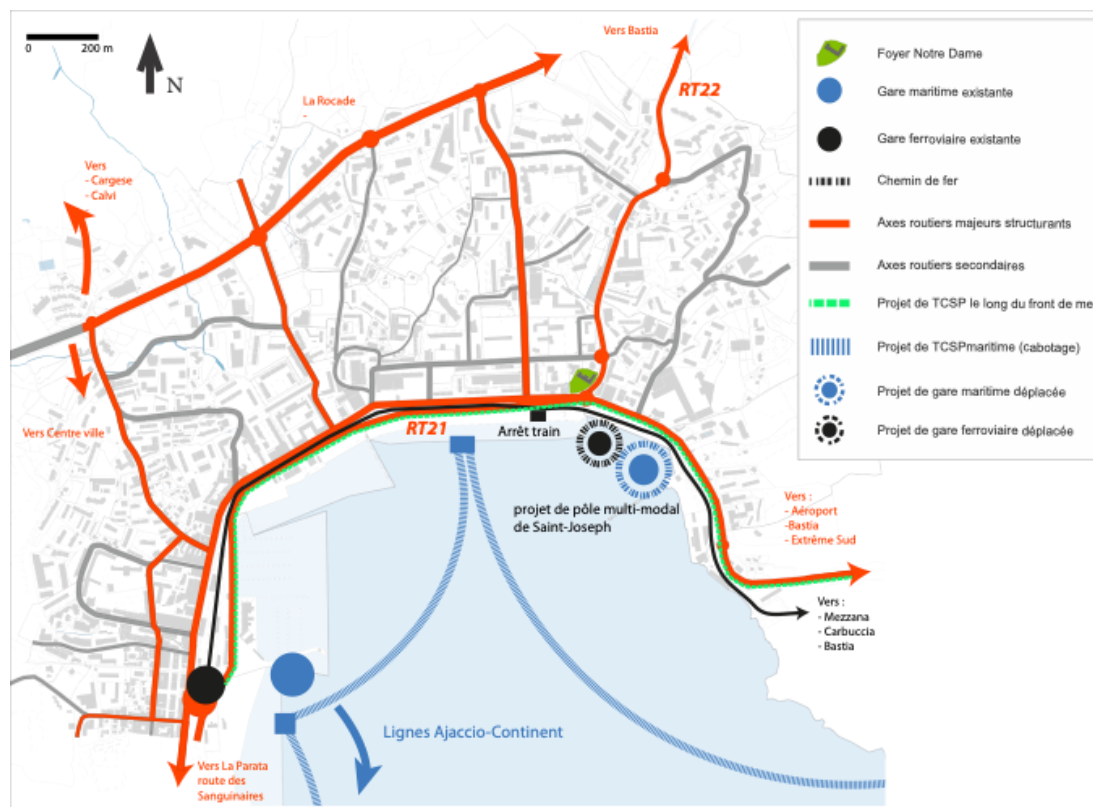 0 200 m
N
Vers Bastia
RT22
La Rocade
-
Vers
- Cargese
- Calvi
Vers Centre ville
RT21
Arrêt train
projet de pôle multi-modal
de Saint-Joseph
Vers :
- Aéroport
-Bastia
- Extrême Sud
Vers :
- Mezzana
- Carbuccia
- Bastia
Lignes Ajaccio-Continent
Vers La Parata
route des
Sanguinaires
Foyer Notre Dame
Gare maritime existante
Gare ferroviaire existante
Chemin de fer
Axes routiers majeurs structurants
Axes routiers secondaires
Projet de TCSP le long du front de me
Projet de TCSPmaritime (cabotage)
Projet de gare maritime déplacée
Projet de gare ferroviaire déplacée